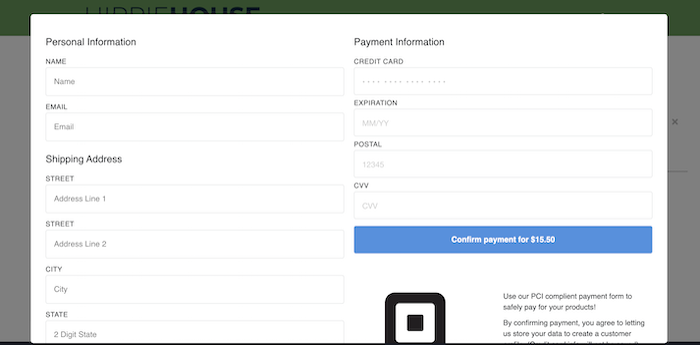 HIPPIEHOUSE
Personal Information
NAME
Name
EMAIL
Email
Shipping Address
STREET
Address Line 1
STREET
Address Line 2
CITY
City
STATE
2 Digit State
Payment Information
CREDIT CARD
EXPIRATION
MM/YY
POSTAL
12345
CVV
CVV
Confirm payment for $15.50
Use our PCI complient payment form to
safely pay for your products!
By confirming payment, you agree to letting
us store your data to create a customer